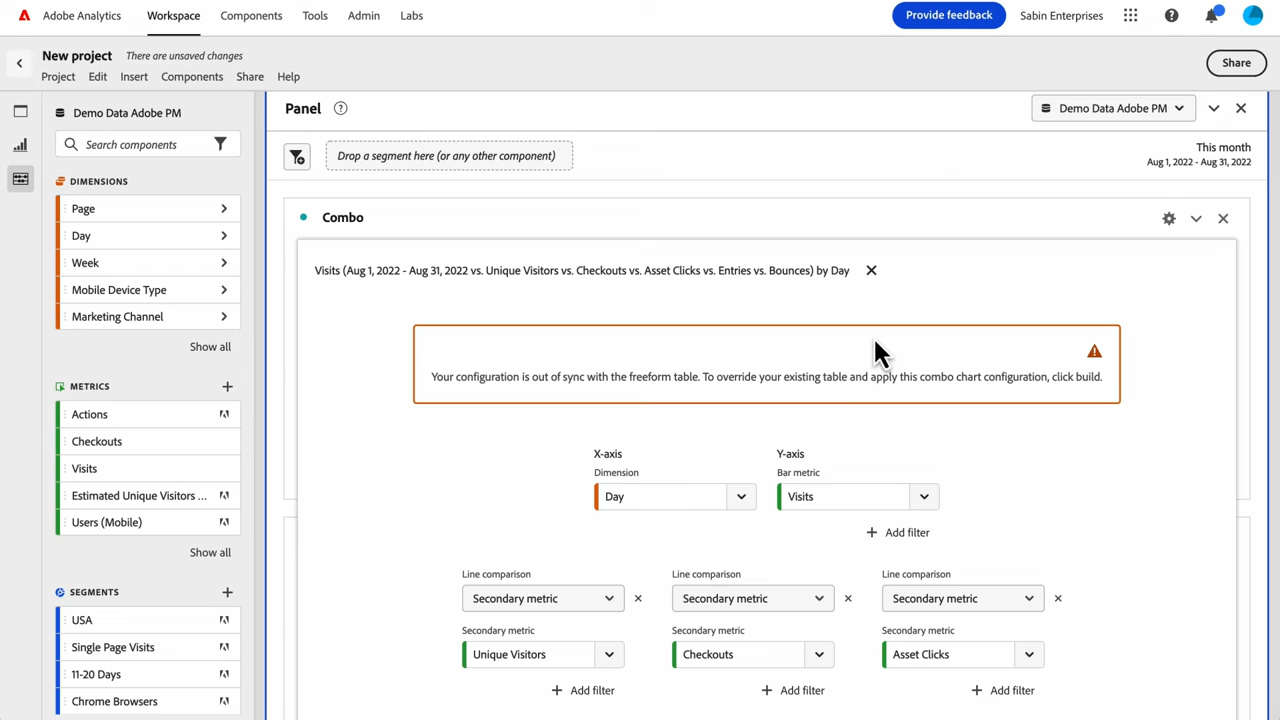 Adobe Analytics Workspace Components Tools Admin Labs Provide feedback Sabin Enterprises
New project There are unsaved changes
Project Edit Insert Components Share Help Share
Demo Data Adobe PM
Search components
DIMENSIONS
Page
Day
Week
Mobile Device Type
Marketing Channel
Show all
METRICS
Actions
Checkouts
Visits
Estimated Unique Visitors ...
Users (Mobile)
Show all
SEGMENTS
USA
Single Page Visits
11-20 Days
Chrome Browsers
Panel Demo Data Adobe PM
Drop a segment here (or any other component)
This month
Aug 1, 2022 - Aug 31, 2022
Combo
Visits (Aug 1, 2022 - Aug 31, 2022 vs. Unique Visitors vs. Checkouts vs. Asset Clicks vs. Entries vs. Bounces) by Day
Your configuration is out of sync with the freeform table. To override your existing table and apply this combo chart configuration, click build.
X-axis Y-axis
Dimension Bar metric
Day Visits
Add filter
Line comparison Line comparison Line comparison
Secondary metric Secondary metric Secondary metric
Secondary metric Secondary metric Secondary metric
Unique Visitors Checkouts Asset Clicks
Add filter Add filter Add filter